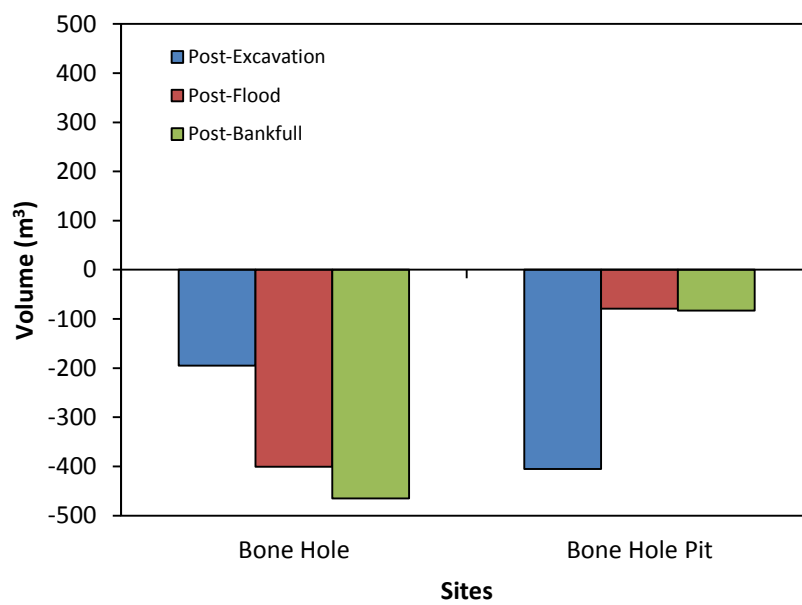 500
400
300
200
100
0
-100
-200
-300
-400
-500
Volume (m³)
Post-Excavation
Post-Flood
Post-Bankfull
Bone Hole
Bone Hole Pit
Sites